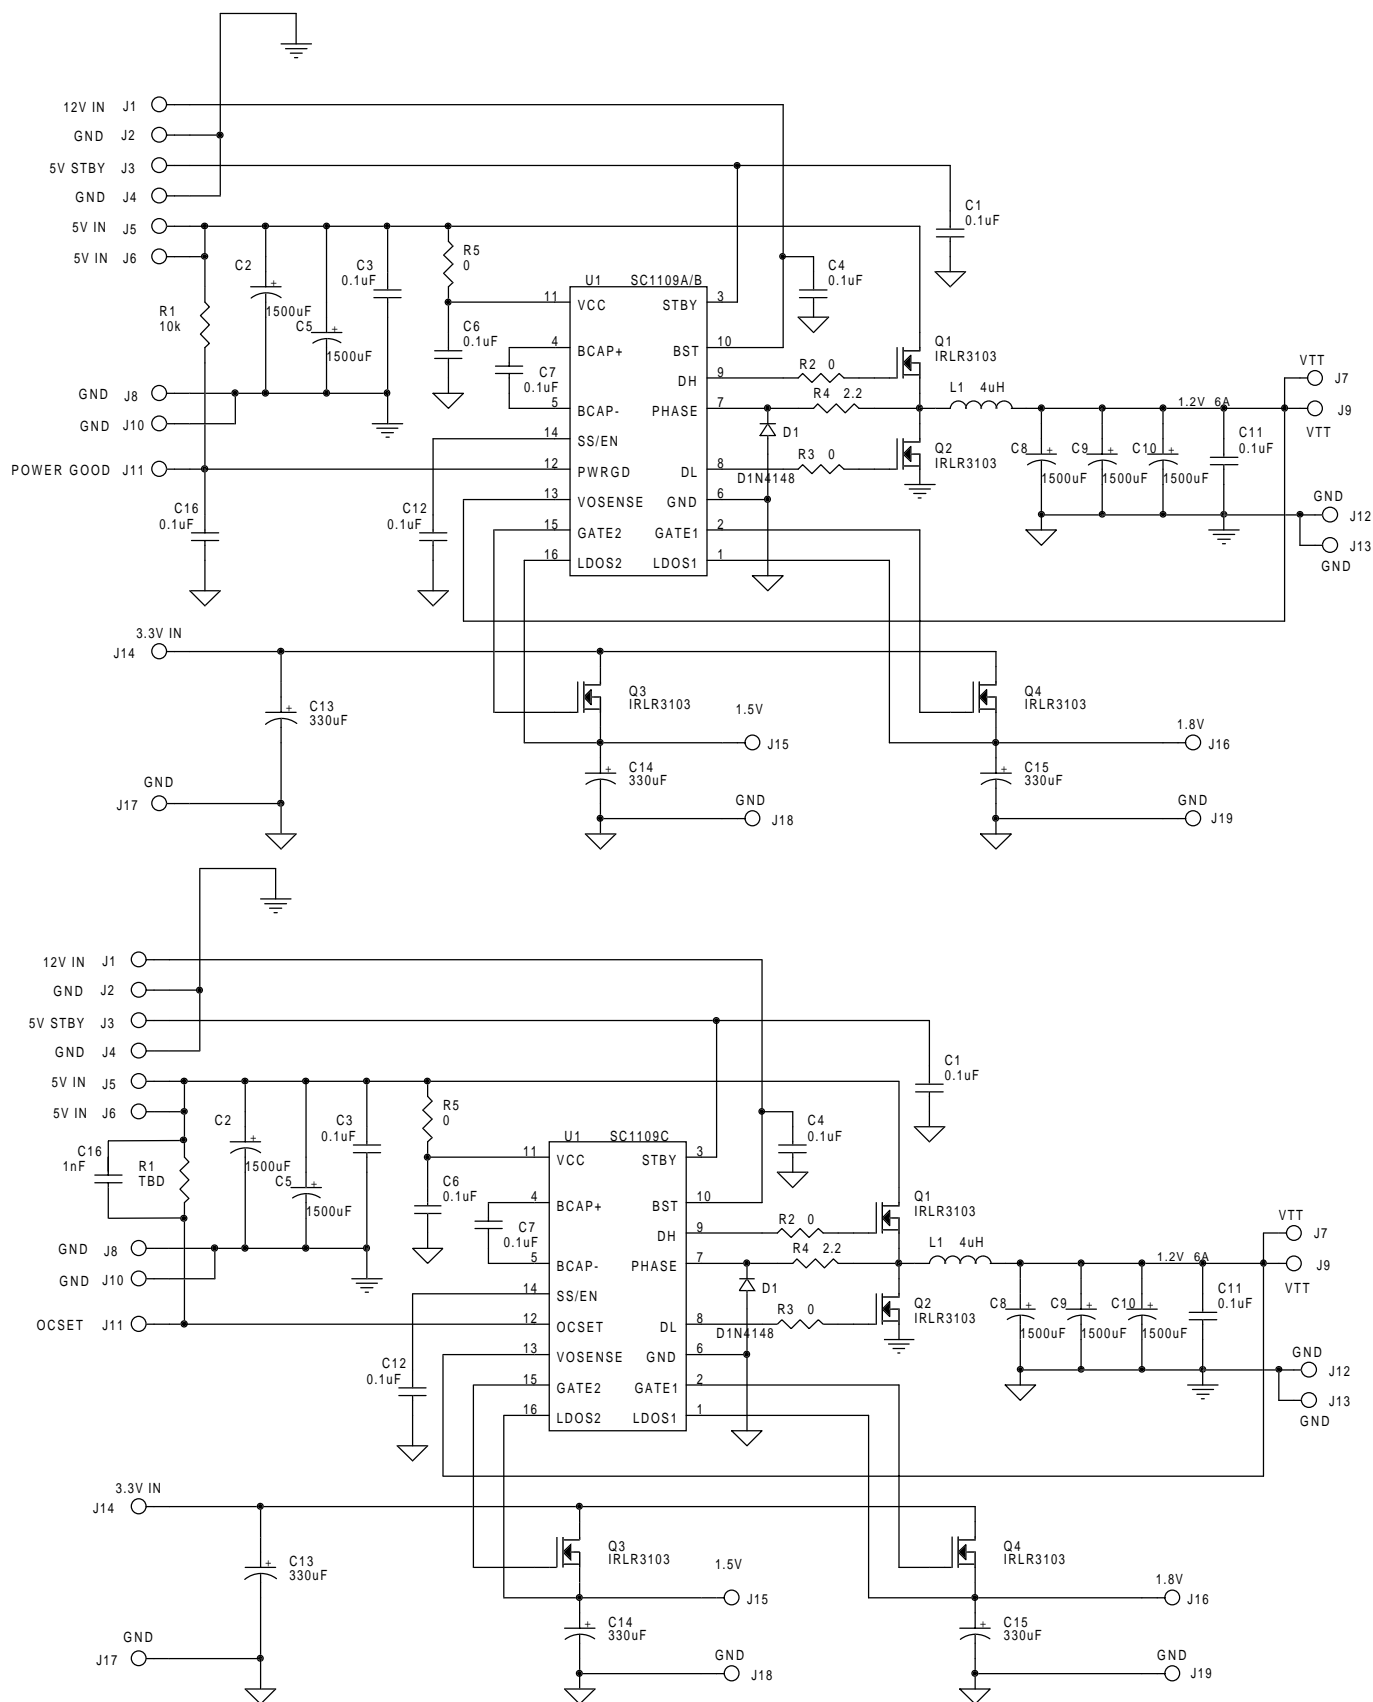 12V IN J1
GND J2
5V STBY J3
GND J4
5V IN J5
5V IN J6
C1
0.1uF
C2
1500uF
C3
0.1uF
R5
0
C4
0.1uF
U1 SC1109A/B
R1
10k
C5
1500uF
C6
0.1uF
11 VCC STBY 3
4 BCAP+ BST 10
DH 9
5 BCAP- PHASE 7
14 SS/EN
12 PWRGD DL 8
13 VOSENSE GND 6
15 GATE2 GATE1 2
16 LDOS2 LDOS1 1
C7
0.1uF
R2 0
R4 2.2
R3 0
Q1
IRLR3103
L1 4uH
D1
D1N4148
Q2
IRLR3103
VTT
J7
1.2V 6A
J9
VTT
C8
1500uF
C9
1500uF
C10
1500uF
C11
0.1uF
GND J8
GND J10
POWER GOOD J11
C16
0.1uF
C12
0.1uF
GND
J12
J13
GND
3.3V IN
J14
C13
330uF
Q3
IRLR3103
1.5V
J15
C14
330uF
Q4
IRLR3103
1.8V
J16
C15
330uF
GND
J17
GND
J18
GND
J19
12V IN J1
GND J2
5V STBY J3
GND J4
5V IN J5
5V IN J6
C1
0.1uF
C2
1500uF
C3
0.1uF
R5
0
C4
0.1uF
U1 SC1109C
C16
1nF
R1
TBD
C5
1500uF
C6
0.1uF
11 VCC STBY 3
4 BCAP+ BST 10
DH 9
5 BCAP- PHASE 7
14 SS/EN
12 OCSET DL 8
13 VOSENSE GND 6
15 GATE2 GATE1 2
16 LDOS2 LDOS1 1
C7
0.1uF
R2 0
R4 2.2
R3 0
Q1
IRLR3103
L1 4uH
D1
D1N4148
Q2
IRLR3103
VTT
J7
1.2V 6A
J9
VTT
C8
1500uF
C9
1500uF
C10
1500uF
C11
0.1uF
GND J8
GND J10
OCSET J11
C12
0.1uF
GND
J12
J13
GND
3.3V IN
J14
C13
330uF
Q3
IRLR3103
1.5V
J15
C14
330uF
Q4
IRLR3103
1.8V
J16
C15
330uF
GND
J17
GND
J18
GND
J19